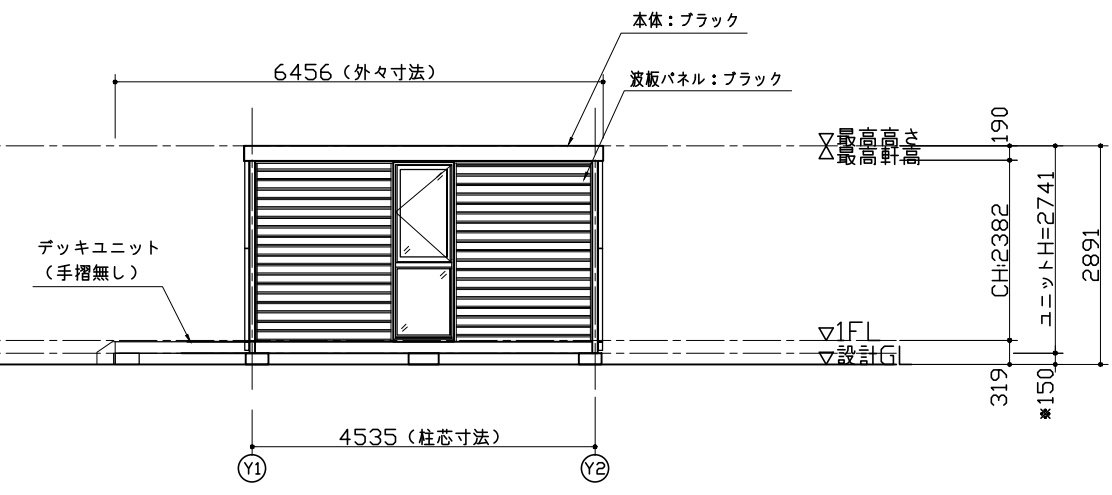 本体：ブラック
6456（外々寸法）
波板パネル：ブラック
190
▽最高高さ
△最高軒高
CH:2382
ユニットH=2741
2891
デッキユニット
（手摺無し）
▽1FL
▽設計GL
319
※150
4535（柱芯寸法）
Y1
Y2